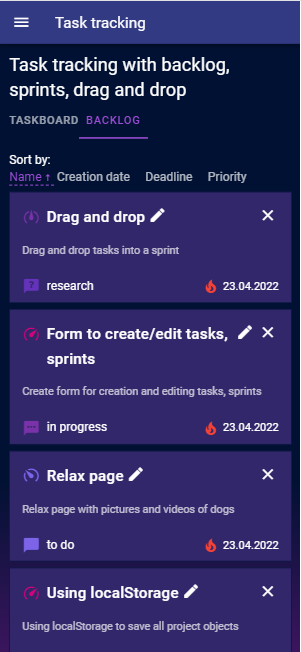 Task tracking
Task tracking with backlog,
sprints, drag and drop
TASKBOARD BACKLOG
Sort by:
Name ↑ Creation date Deadline Priority
Drag and drop
Drag and drop tasks into a sprint
research 23.04.2022
Form to create/edit tasks,
sprints
Create form for creation and editing tasks, sprints
in progress 23.04.2022
Relax page
Relax page with pictures and videos of dogs
to do 23.04.2022
Using localStorage
Using localStorage to save all project objects